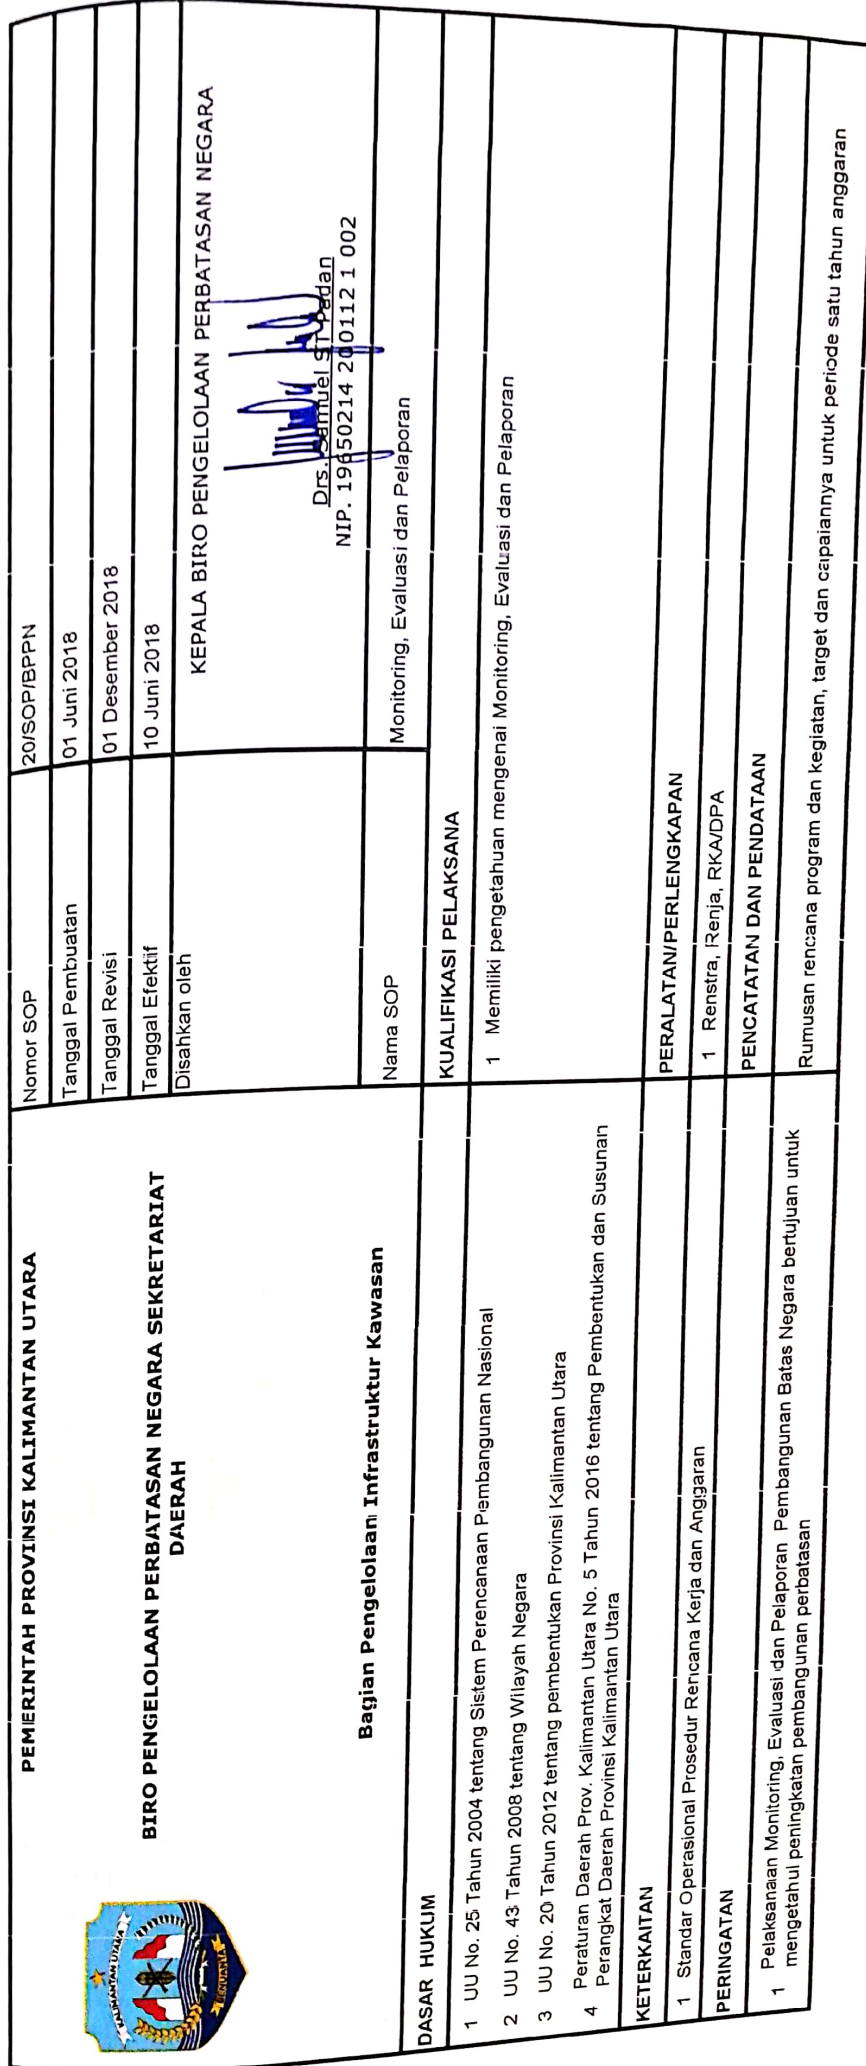 KALIMANTAN UTARA
BENUANTA
PEMERINTAH PROVINSI KALIMANTAN UTARA
BIRO PENGELOLAAN PERBATASAN NEGARA SEKRETARIAT
DAERAH
Bagian Pengelolaan Infrastruktur Kawasan
Nomor SOP 20/SOP/BPPN
Tanggal Pembuatan 01 Juni 2018
Tanggal Revisi 01 Desember 2018
Tanggal Efektif 10 Juni 2018
Disahkan oleh
KEPALA BIRO PENGELOLAAN PERBATASAN NEGARA
Drs. Samuel ST Padan
NIP. 19650214 200112 1 002
Nama SOP Monitoring, Evaluasi dan Pelaporan
DASAR HUKUM
1 UU No. 25 Tahun 2004 tentang Sistem Perencanaan Pembangunan Nasional
2 UU No. 43 Tahun 2008 tentang Wilayah Negara
3 UU No. 20 Tahun 2012 tentang pembentukan Provinsi Kalimantan Utara
4 Peraturan Daerah Prov. Kalimantan Utara No. 5 Tahun 2016 tentang Pembentukan dan Susunan
Perangkat Daerah Provinsi Kalimantan Utara
KUALIFIKASI PELAKSANA
1 Memiliki pengetahuan mengenai Monitoring, Evaluasi dan Pelaporan
KETERKAITAN
1 Standar Operasional Prosedur Rencana Kerja dan Anggaran
PERALATAN/PERLENGKAPAN
1 Renstra, Renja, RKA/DPA
PERINGATAN
1 Pelaksanaian Monitoring, Evaluasi dan Pelaporan Pembangunan Batas Negara bertujuan untuk
mengetahul peningkatan pembangunan perbatasan
PENCATATAN DAN PENDATAAN
Rumusan rencana program dan kegiatan, target dan capaiannya untuk periode satu tahun anggaran